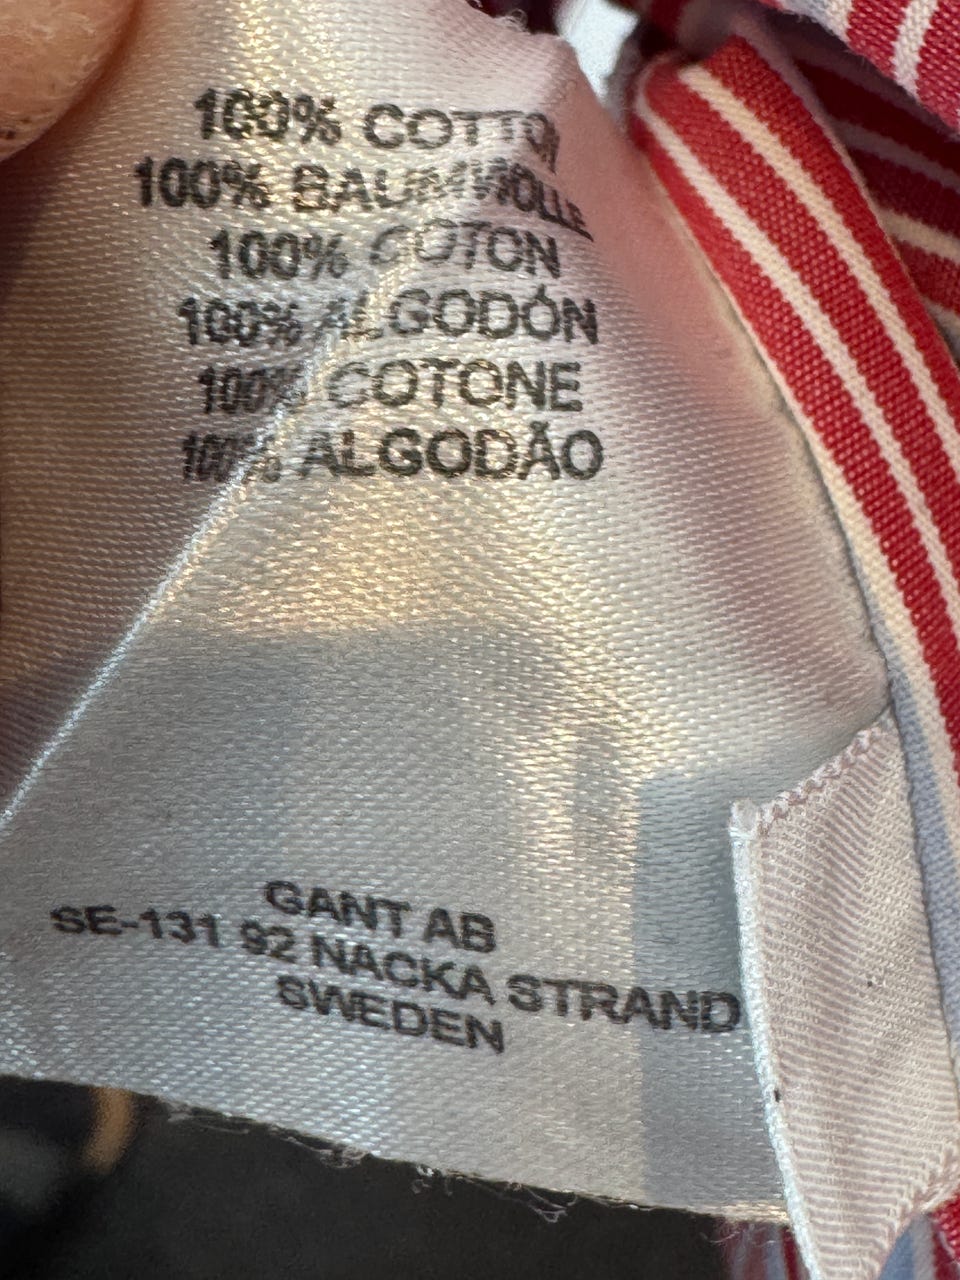 100% COTTON
100% BAUMWOLLE
100% COTON
100% ALGODÓN
100% COTONE
100% ALGODÃO
GANT AB
SE-131 92 NACKA STRAND
SWEDEN